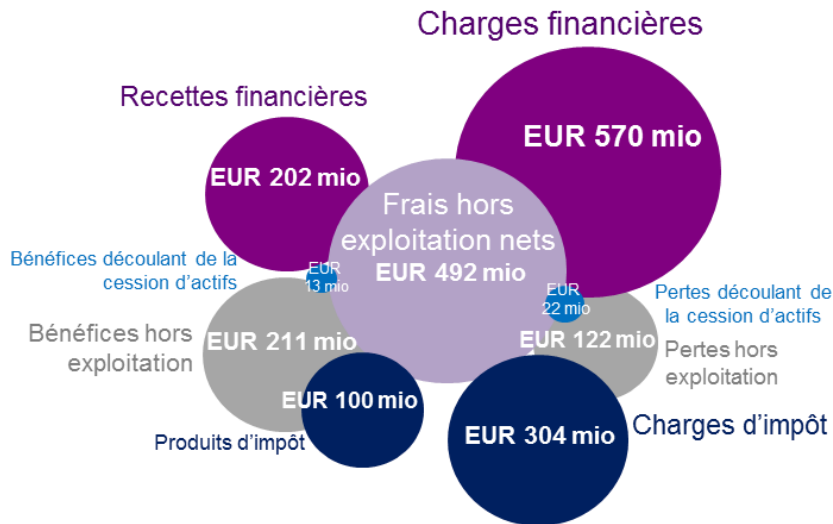 Charges financières
Recettes financières
EUR 570 mio
EUR 202 mio
Frais hors
exploitation nets
EUR 492 mio
Bénéfices découlant de la
cession d’actifs
EUR
13 mio
EUR
22 mio
Pertes découlant de
la cession d’actifs
Bénéfices hors
exploitation
EUR 211 mio
EUR 122 mio
Pertes hors
exploitation
EUR 100 mio
Produits d’impôt
EUR 304 mio
Charges d’impôt